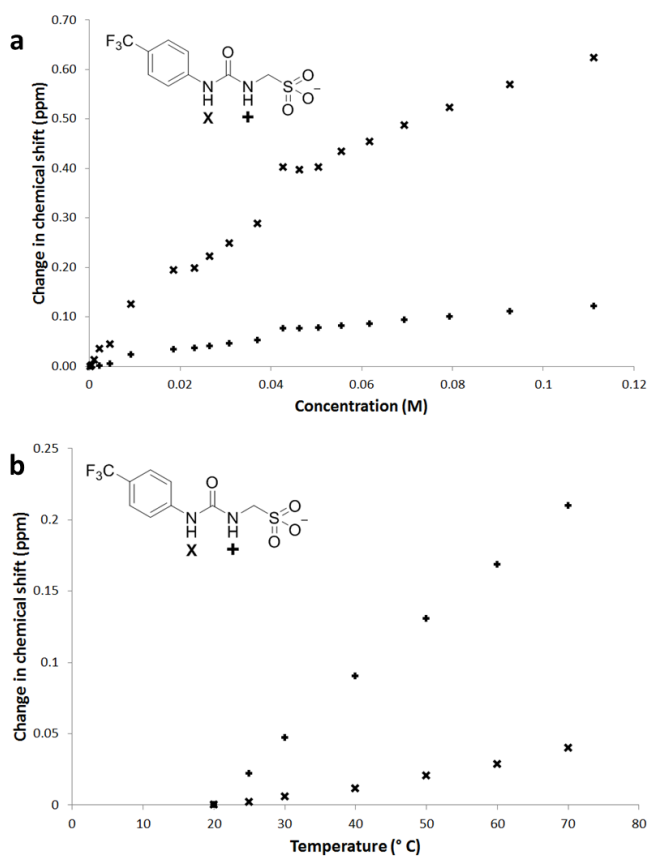 a
F₃C
O
N
H
N
H
S
O
O
O⁻
X
+
Change in chemical shift (ppm)
0.70
0.60
0.50
0.40
0.30
0.20
0.10
0.00
0
0.02
0.04
0.06
0.08
0.1
0.12
Concentration (M)
b
F₃C
O
N
H
N
H
S
O
O
O⁻
X
+
Change in chemical shift (ppm)
0.25
0.2
0.15
0.1
0.05
0
0
10
20
30
40
50
60
70
80
Temperature (° C)